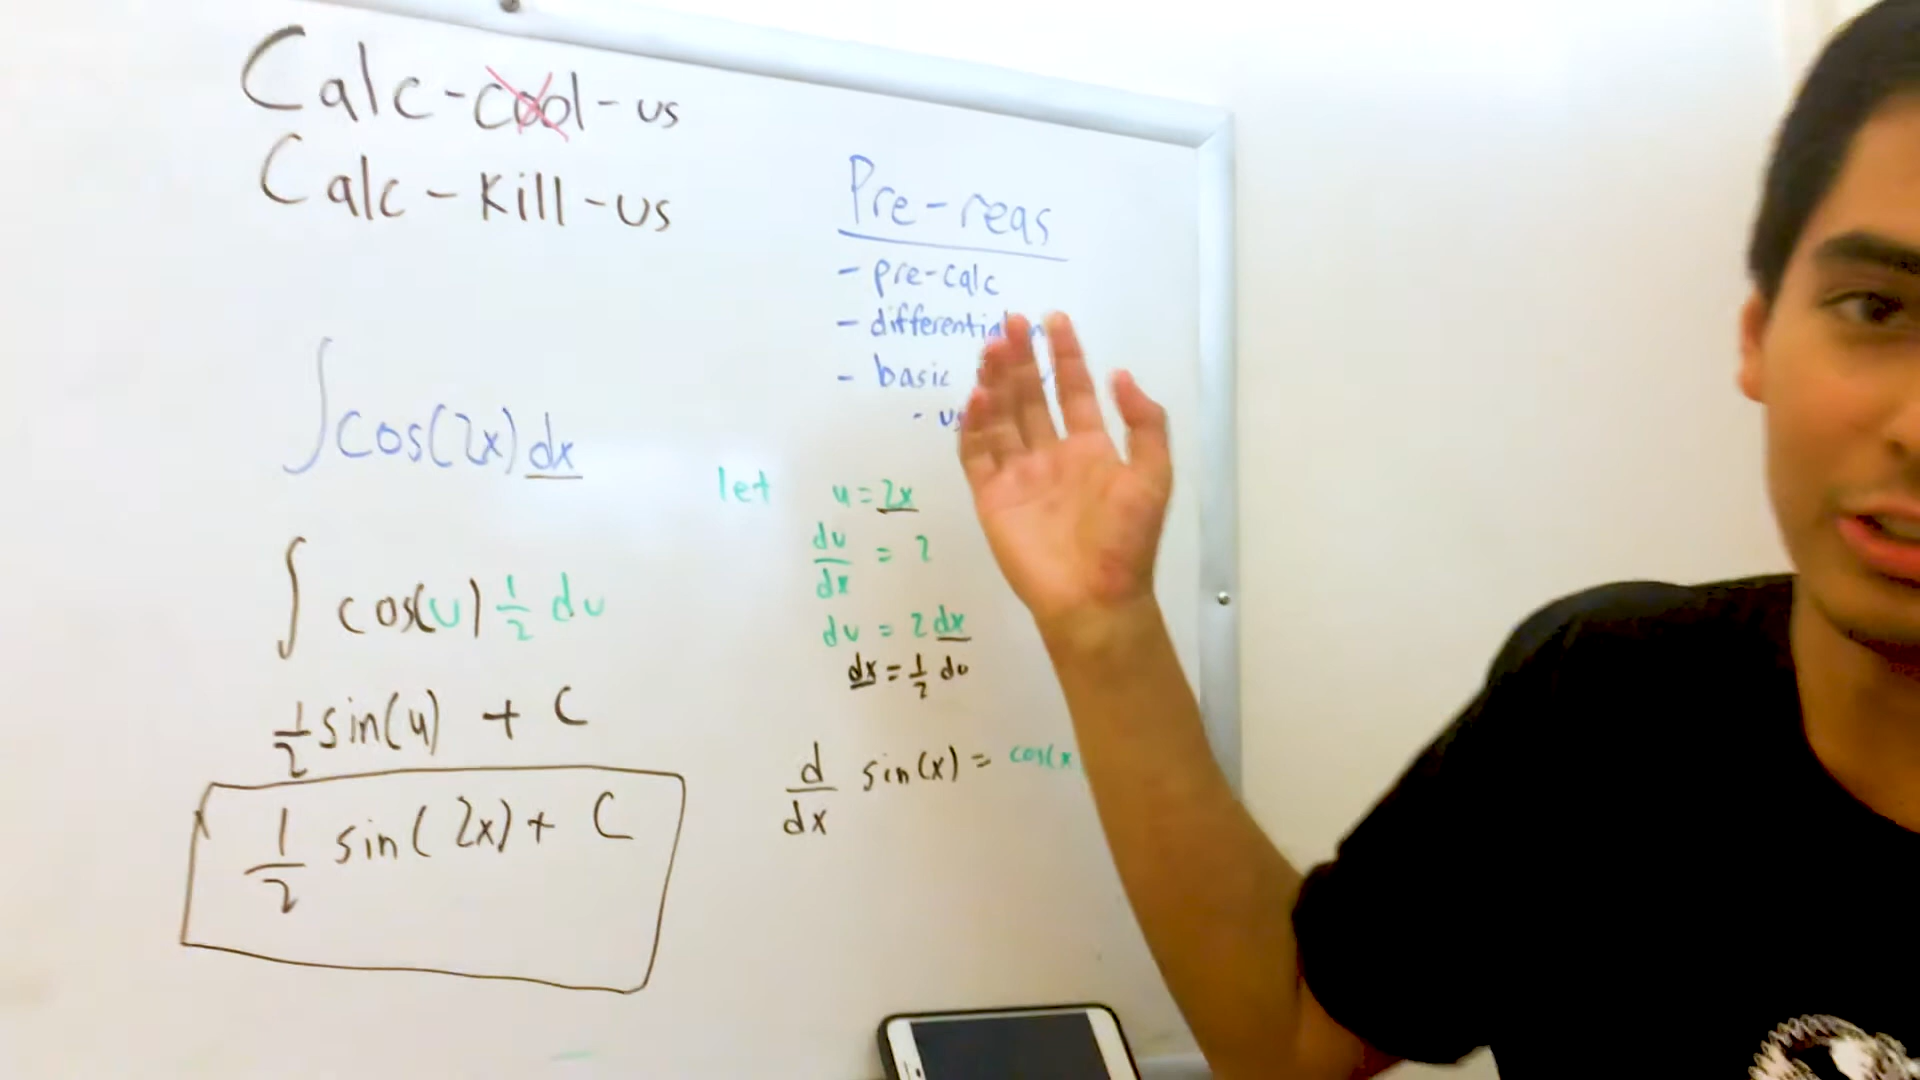 Calc-cool-us
Calc-Kill-us
Pre-reqs
- pre-calc
- differential
- basic
∫cos(2x)dx
∫ cos(u) 1/2 du
1/2 sin(u) + C
1/2 sin(2x) + C
let u = 2x
du/dx = 2
du = 2 dx
dx = 1/2 du
d/dx sin(x) = cos(x